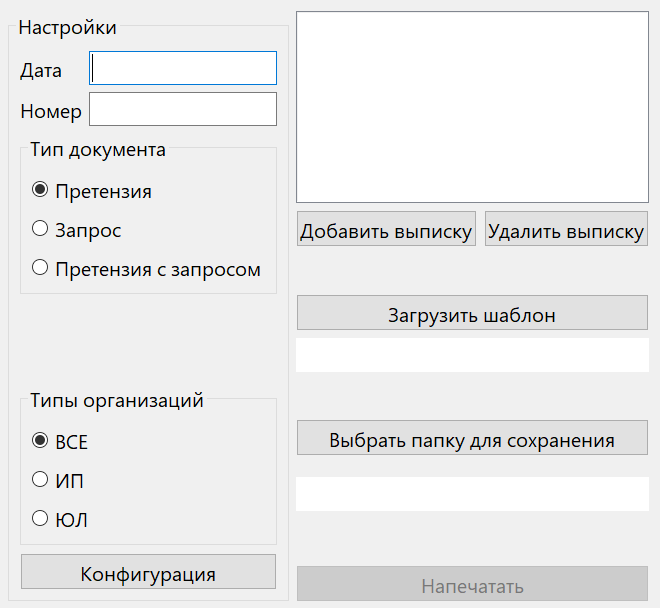 Настройки
Дата
Номер
Тип документа
Претензия
Запрос
Претензия с запросом
Типы организаций
ВСЕ
ИП
ЮЛ
Конфигурация
Добавить выписку
Удалить выписку
Загрузить шаблон
Выбрать папку для сохранения
Напечатать